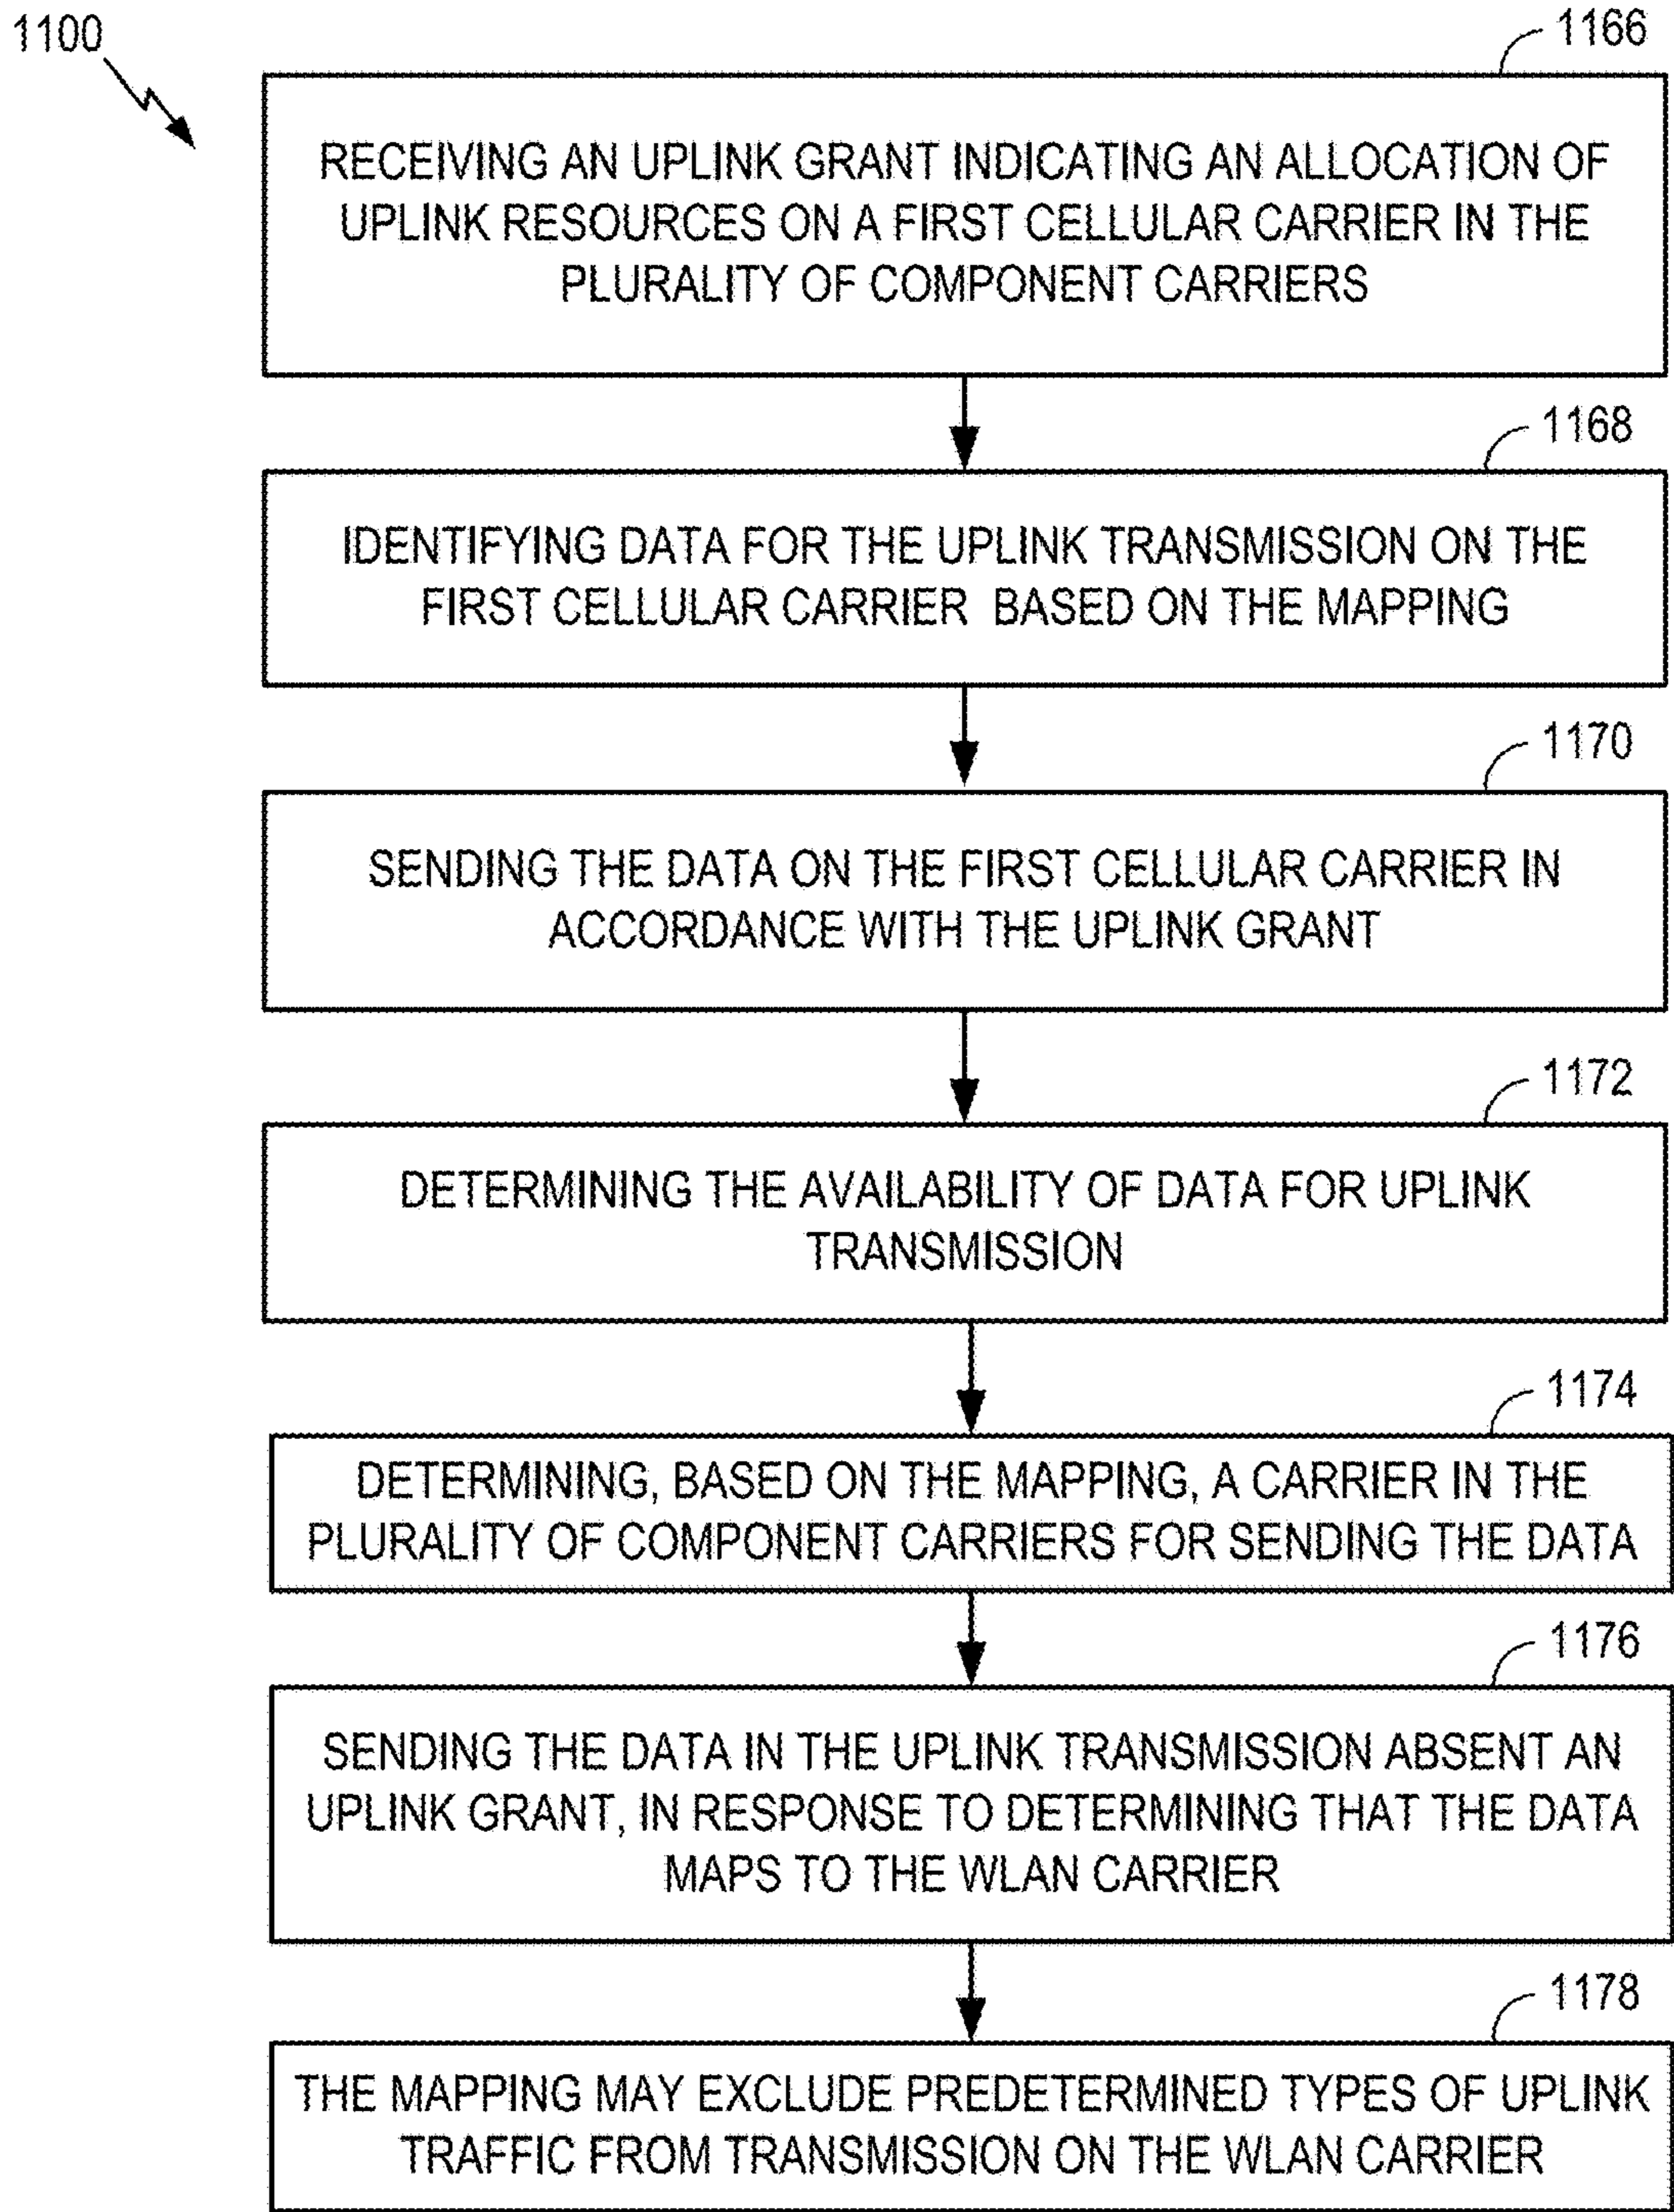 1100
1166
RECEIVING AN UPLINK GRANT INDICATING AN ALLOCATION OF
UPLINK RESOURCES ON A FIRST CELLULAR CARRIER IN THE
PLURALITY OF COMPONENT CARRIERS
1168
IDENTIFYING DATA FOR THE UPLINK TRANSMISSION ON THE
FIRST CELLULAR CARRIER BASED ON THE MAPPING
1170
SENDING THE DATA ON THE FIRST CELLULAR CARRIER IN
ACCORDANCE WITH THE UPLINK GRANT
1172
DETERMINING THE AVAILABILITY OF DATA FOR UPLINK
TRANSMISSION
1174
DETERMINING, BASED ON THE MAPPING, A CARRIER IN THE
PLURALITY OF COMPONENT CARRIERS FOR SENDING THE DATA
1176
SENDING THE DATA IN THE UPLINK TRANSMISSION ABSENT AN
UPLINK GRANT, IN RESPONSE TO DETERMINING THAT THE DATA
MAPS TO THE WLAN CARRIER
1178
THE MAPPING MAY EXCLUDE PREDETERMINED TYPES OF UPLINK
TRAFFIC FROM TRANSMISSION ON THE WLAN CARRIER